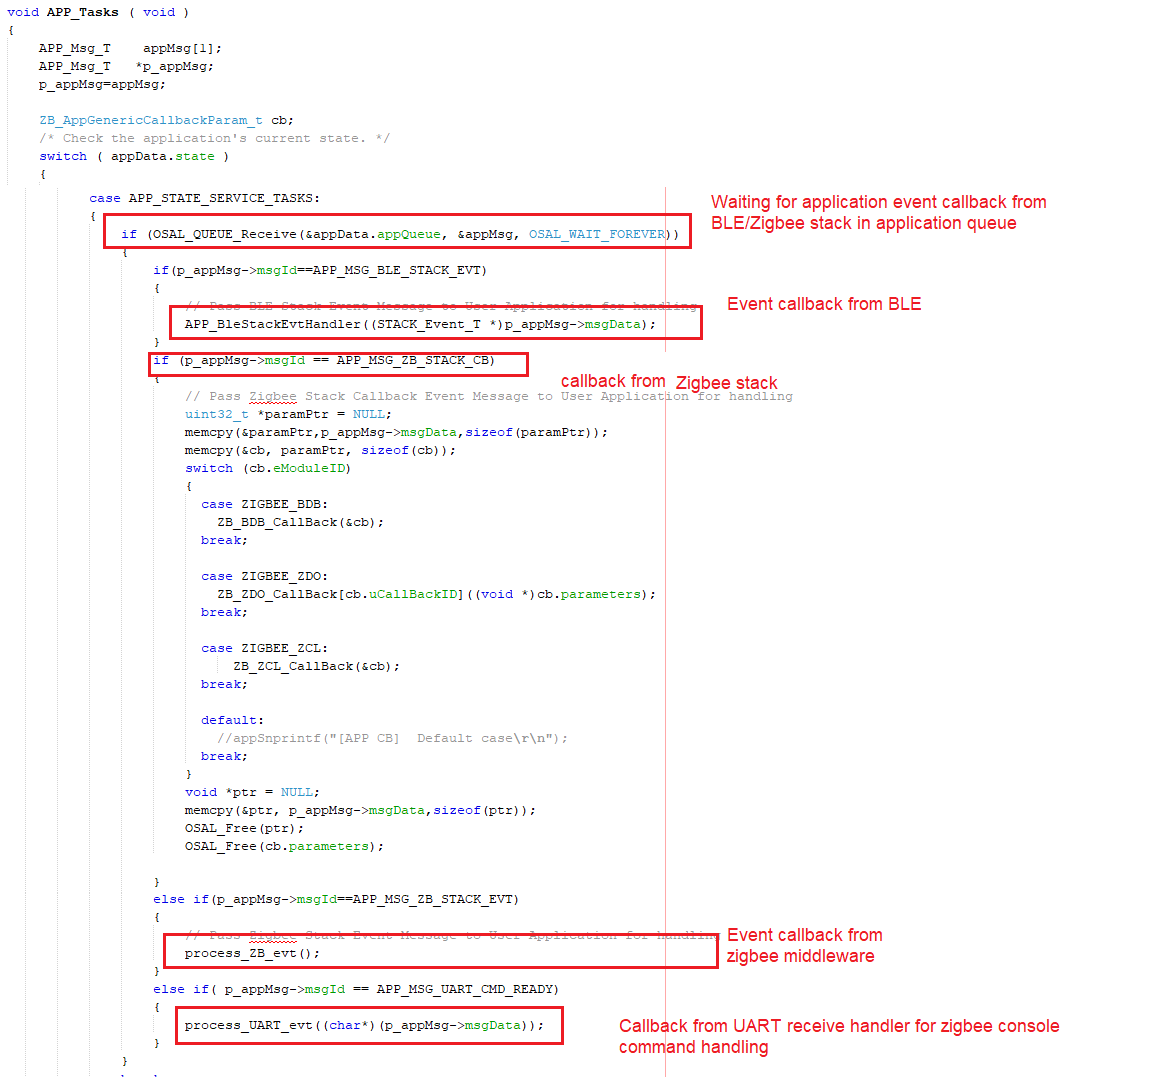 void APP_Tasks ( void )
{
APP_Msg_T    appMsg[1];
APP_Msg_T   *p_appMsg;
p_appMsg=appMsg;
ZB_AppGenericCallbackParam_t cb;
/* Check the application's current state. */
switch ( appData.state )
{
case APP_STATE_SERVICE_TASKS:
{
Waiting for application event callback from
BLE/Zigbee stack in application queue
if (OSAL_QUEUE_Receive(&appData.appQueue, &appMsg, OSAL_WAIT_FOREVER))
{
if(p_appMsg->msgId==APP_MSG_BLE_STACK_EVT)
{
// Pass BLE Stack Event Message to User Application for handling
Event callback from BLE
APP_BleStackEvtHandler((STACK_Event_T *)p_appMsg->msgData);
}
if (p_appMsg->msgId == APP_MSG_ZB_STACK_CB)
{
callback from Zigbee stack
// Pass Zigbee Stack Callback Event Message to User Application for handling
uint32_t *paramPtr = NULL;
memcpy(&paramPtr,p_appMsg->msgData,sizeof(paramPtr));
memcpy(&cb, paramPtr, sizeof(cb));
switch (cb.eModuleID)
{
case ZIGBEE_BDB:
ZB_BDB_CallBack(&cb);
break;
case ZIGBEE_ZDO:
ZB_ZDO_CallBack[cb.uCallBackID]((void *)cb.parameters);
break;
case ZIGBEE_ZCL:
ZB_ZCL_CallBack(&cb);
break;
default:
//appSnprintf("[APP CB]  Default case\r\n");
break;
}
void *ptr = NULL;
memcpy(&ptr, p_appMsg->msgData,sizeof(ptr));
OSAL_Free(ptr);
OSAL_Free(cb.parameters);
}
else if(p_appMsg->msgId==APP_MSG_ZB_STACK_EVT)
{
// Pass Zigbee Stack Event Message to User Application for handling
Event callback from
zigbee middleware
process_ZB_evt();
}
else if( p_appMsg->msgId == APP_MSG_UART_CMD_READY)
{
process_UART_evt((char*)(p_appMsg->msgData));
Callback from UART receive handler for zigbee console
command handling
}
}